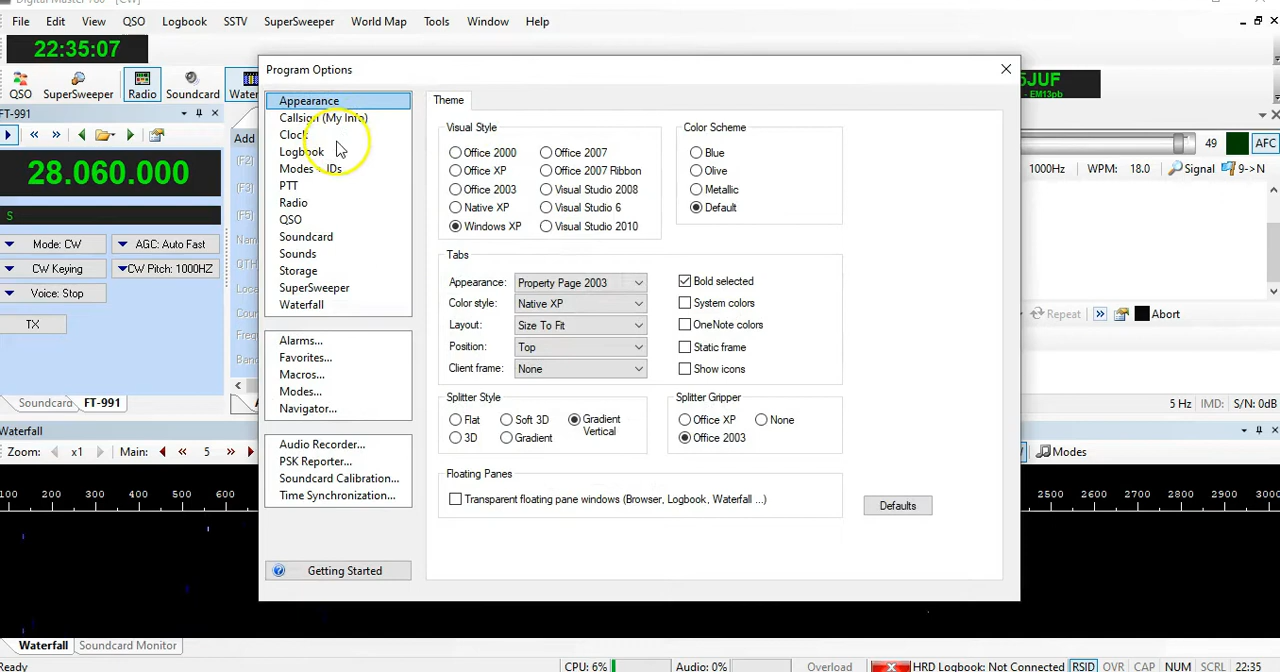 File Edit View QSO Logbook SSTV SuperSweeper World Map Tools Window Help
22:35:07
QSO SuperSweeper Radio Soundcard
5JUF
- EM13pb
FT-991
28.060.000
S
Mode: CW AGC: Auto Fast
CW Keying CW Pitch: 1000HZ
Voice: Stop
TX
Soundcard FT-991
Add
49 AFC
1000Hz WPM: 18.0 Signal 9->N
Repeat Abort
5 Hz IMD: S/N: 0dB
Program Options
Appearance
Callsign (My Info)
Clock
Logbook
Modes + IDs
PTT
Radio
QSO
Soundcard
Sounds
Storage
SuperSweeper
Waterfall
Alarms...
Favorites...
Macros...
Modes...
Navigator...
Audio Recorder...
PSK Reporter...
Soundcard Calibration...
Time Synchronization...
Getting Started
Theme
Visual Style
Office 2000 Office 2007
Office XP Office 2007 Ribbon
Office 2003 Visual Studio 2008
Native XP Visual Studio 6
Windows XP Visual Studio 2010
Color Scheme
Blue
Olive
Metallic
Default
Tabs
Appearance: Property Page 2003 Bold selected
Color style: Native XP System colors
Layout: Size To Fit OneNote colors
Position: Top Static frame
Client frame: None Show icons
Splitter Style
Flat Soft 3D Gradient Vertical
3D Gradient
Splitter Gripper
Office XP None
Office 2003
Floating Panes
Transparent floating pane windows (Browser, Logbook, Waterfall ...)
Defaults
Waterfall
Zoom: x1 Main: 5 Modes
100 200 300 400 500 600 2500 2600 2700 2800 2900
Waterfall Soundcard Monitor
Ready CPU: 6% Audio: 0% Overload HRD Logbook: Not Connected RSID OVR CAP NUM SCRL 22:35